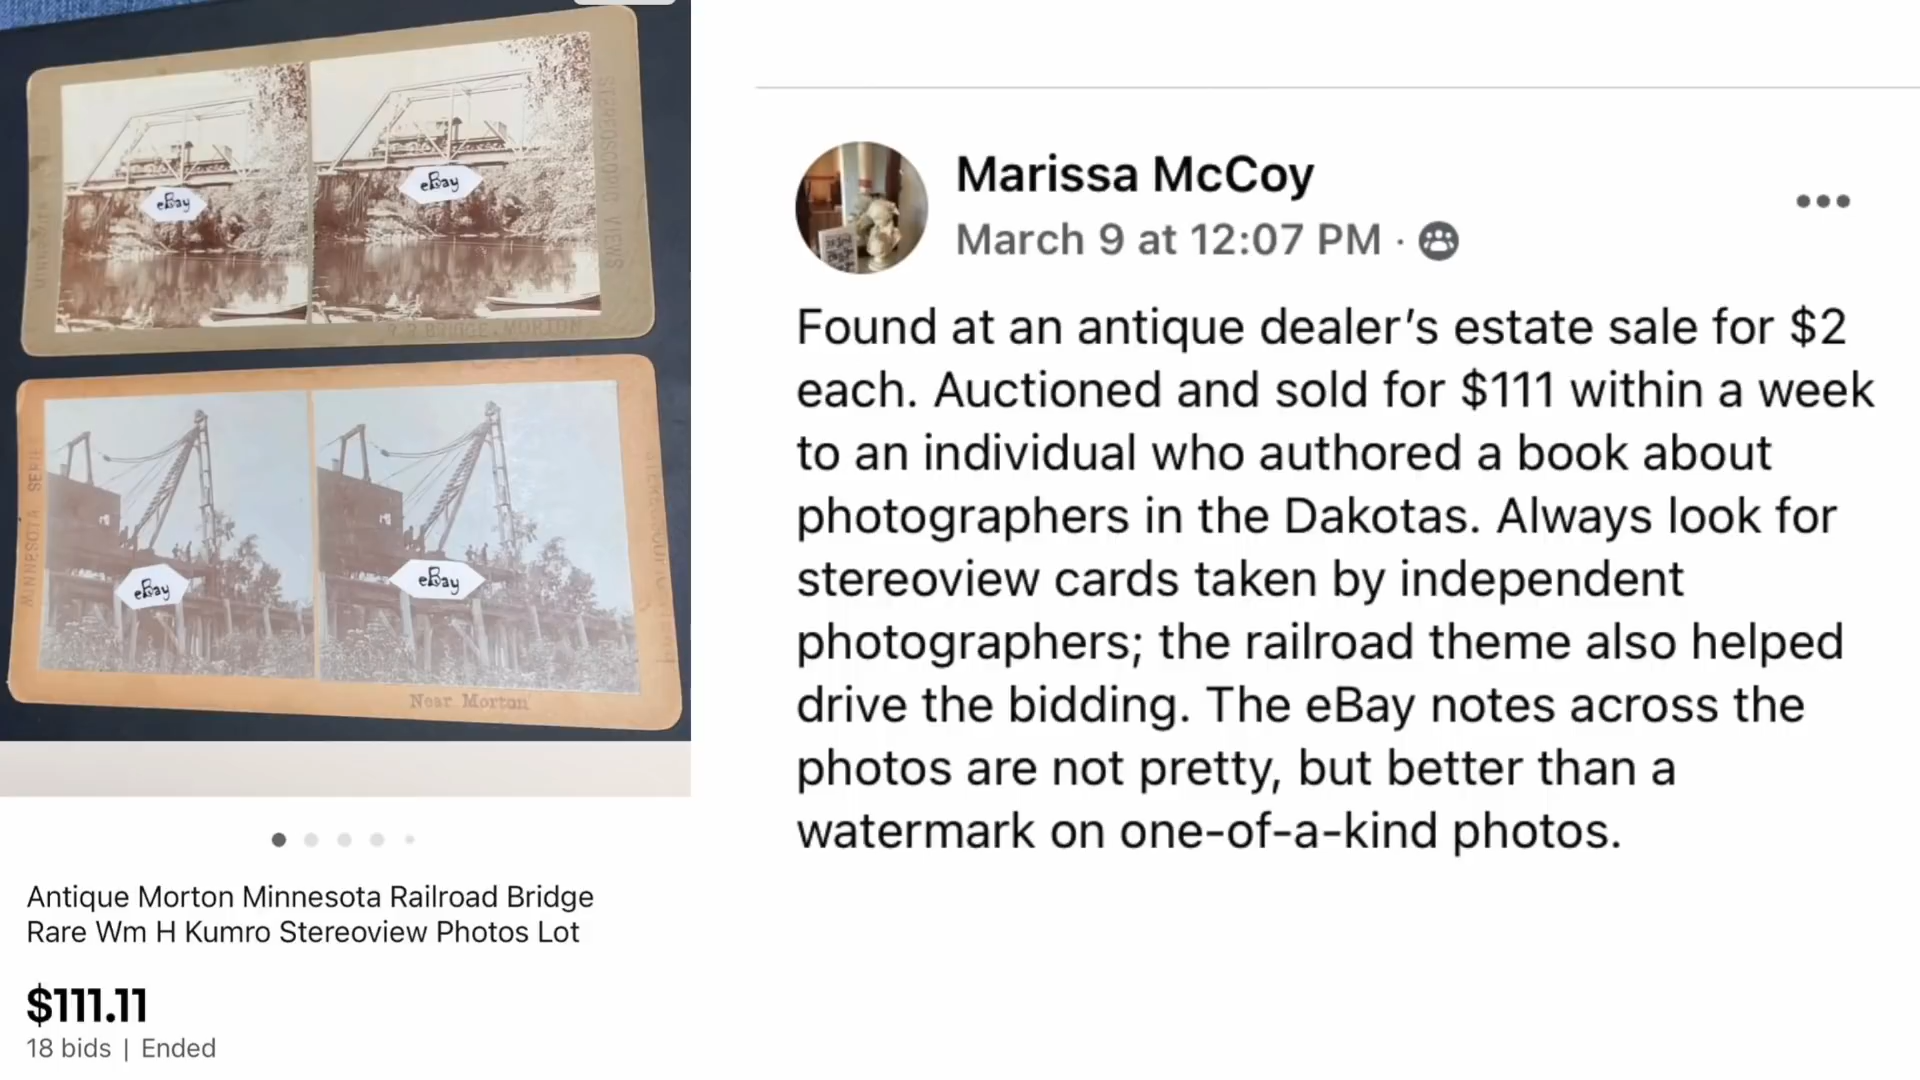 STEREOSCOPIC VIEWS
eBay
eBay
R.R BRIDGE. MORTON
MINNESOTA SERIE
eBay
eBay
Near Morton
Antique Morton Minnesota Railroad Bridge
Rare Wm H Kumro Stereoview Photos Lot
$111.11
18 bids | Ended
Marissa McCoy
March 9 at 12:07 PM ·
Found at an antique dealer’s estate sale for $2
each. Auctioned and sold for $111 within a week
to an individual who authored a book about
photographers in the Dakotas. Always look for
stereoview cards taken by independent
photographers; the railroad theme also helped
drive the bidding. The eBay notes across the
photos are not pretty, but better than a
watermark on one-of-a-kind photos.